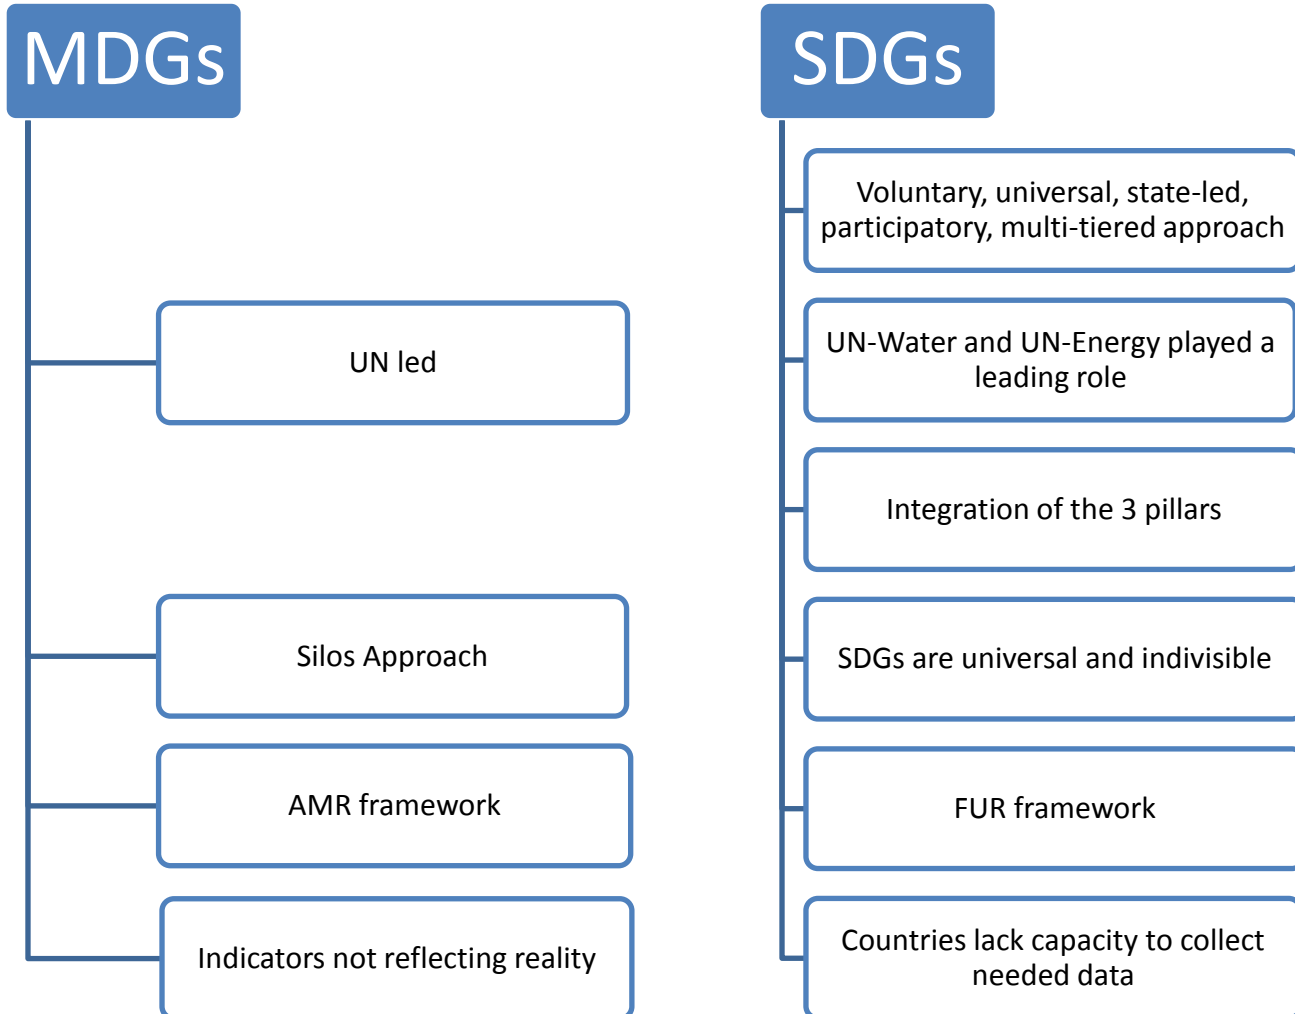 MDGs
UN led
Silos Approach
AMR framework
Indicators not reflecting reality
SDGs
Voluntary, universal, state-led,
participatory, multi-tiered approach
UN-Water and UN-Energy played a
leading role
Integration of the 3 pillars
SDGs are universal and indivisible
FUR framework
Countries lack capacity to collect
needed data